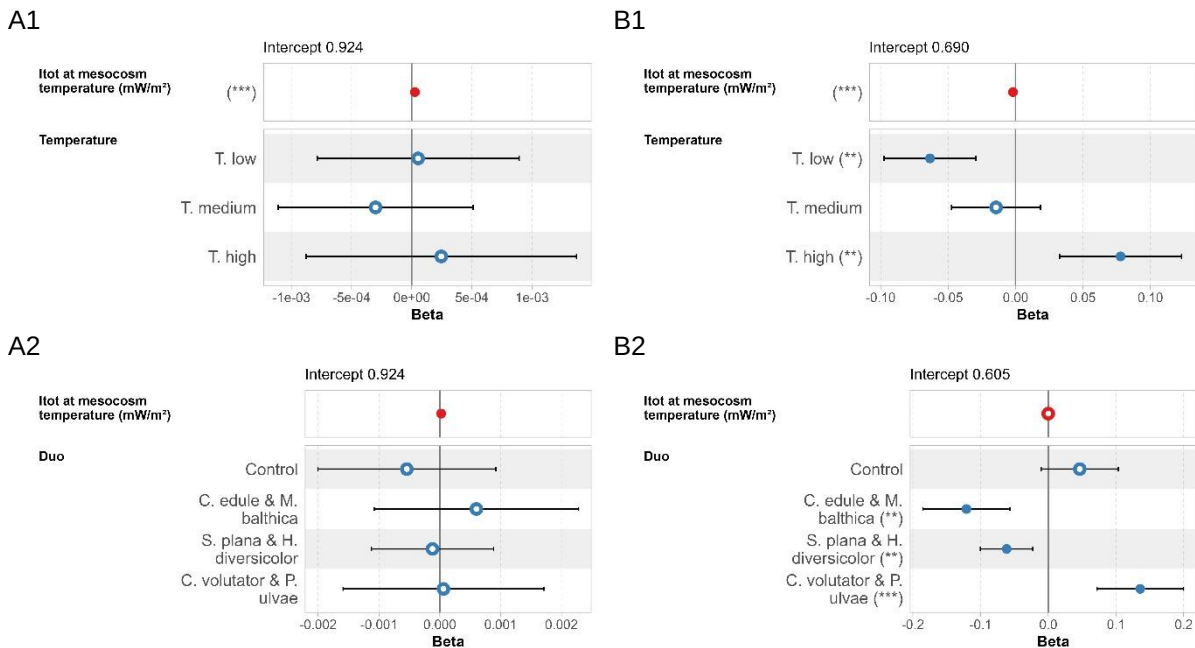 A1
Intercept 0.924
Itot at mesocosm
temperature (mW/m²)
(***)
Temperature
T. low
T. medium
T. high
-1e-03 -5e-04 0e+00 5e-04 1e-03
Beta
B1
Intercept 0.690
Itot at mesocosm
temperature (mW/m²)
(***)
Temperature
T. low (**)
T. medium
T. high (**)
-0.10 -0.05 0.00 0.05 0.10
Beta
A2
Intercept 0.924
Itot at mesocosm
temperature (mW/m²)
Duo
Control
C. edule & M.
balthica
S. plana & H.
diversicolor
C. volutator & P.
ulvae
-0.002 -0.001 0.000 0.001 0.002
Beta
B2
Intercept 0.605
Itot at mesocosm
temperature (mW/m²)
Duo
Control
C. edule & M.
balthica (**)
S. plana & H.
diversicolor (**)
C. volutator & P.
ulvae (***)
-0.2 -0.1 0.0 0.1 0.2
Beta